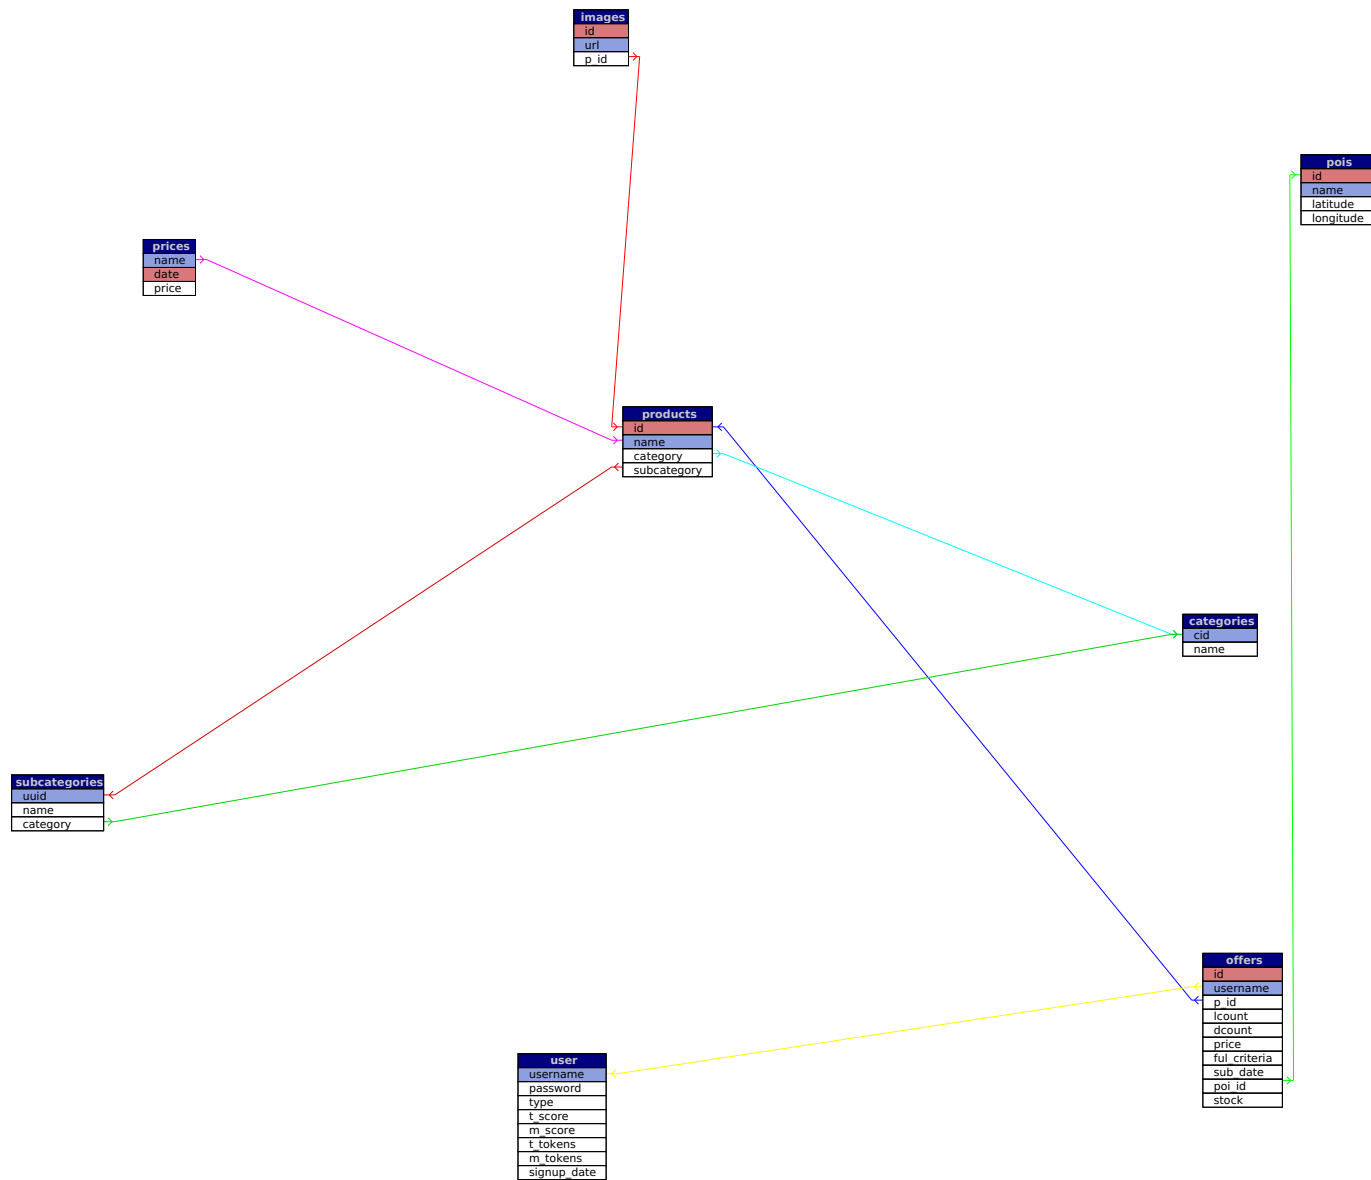 images
id
url
p_id
pois
id
name
latitude
longitude
prices
name
date
price
products
id
name
category
subcategory
categories
cid
name
subcategories
uuid
name
category
offers
id
username
p_id
lcount
dcount
price
ful_criteria
sub_date
poi_id
stock
user
username
password
type
t_score
m_score
t_tokens
m_tokens
signup_date